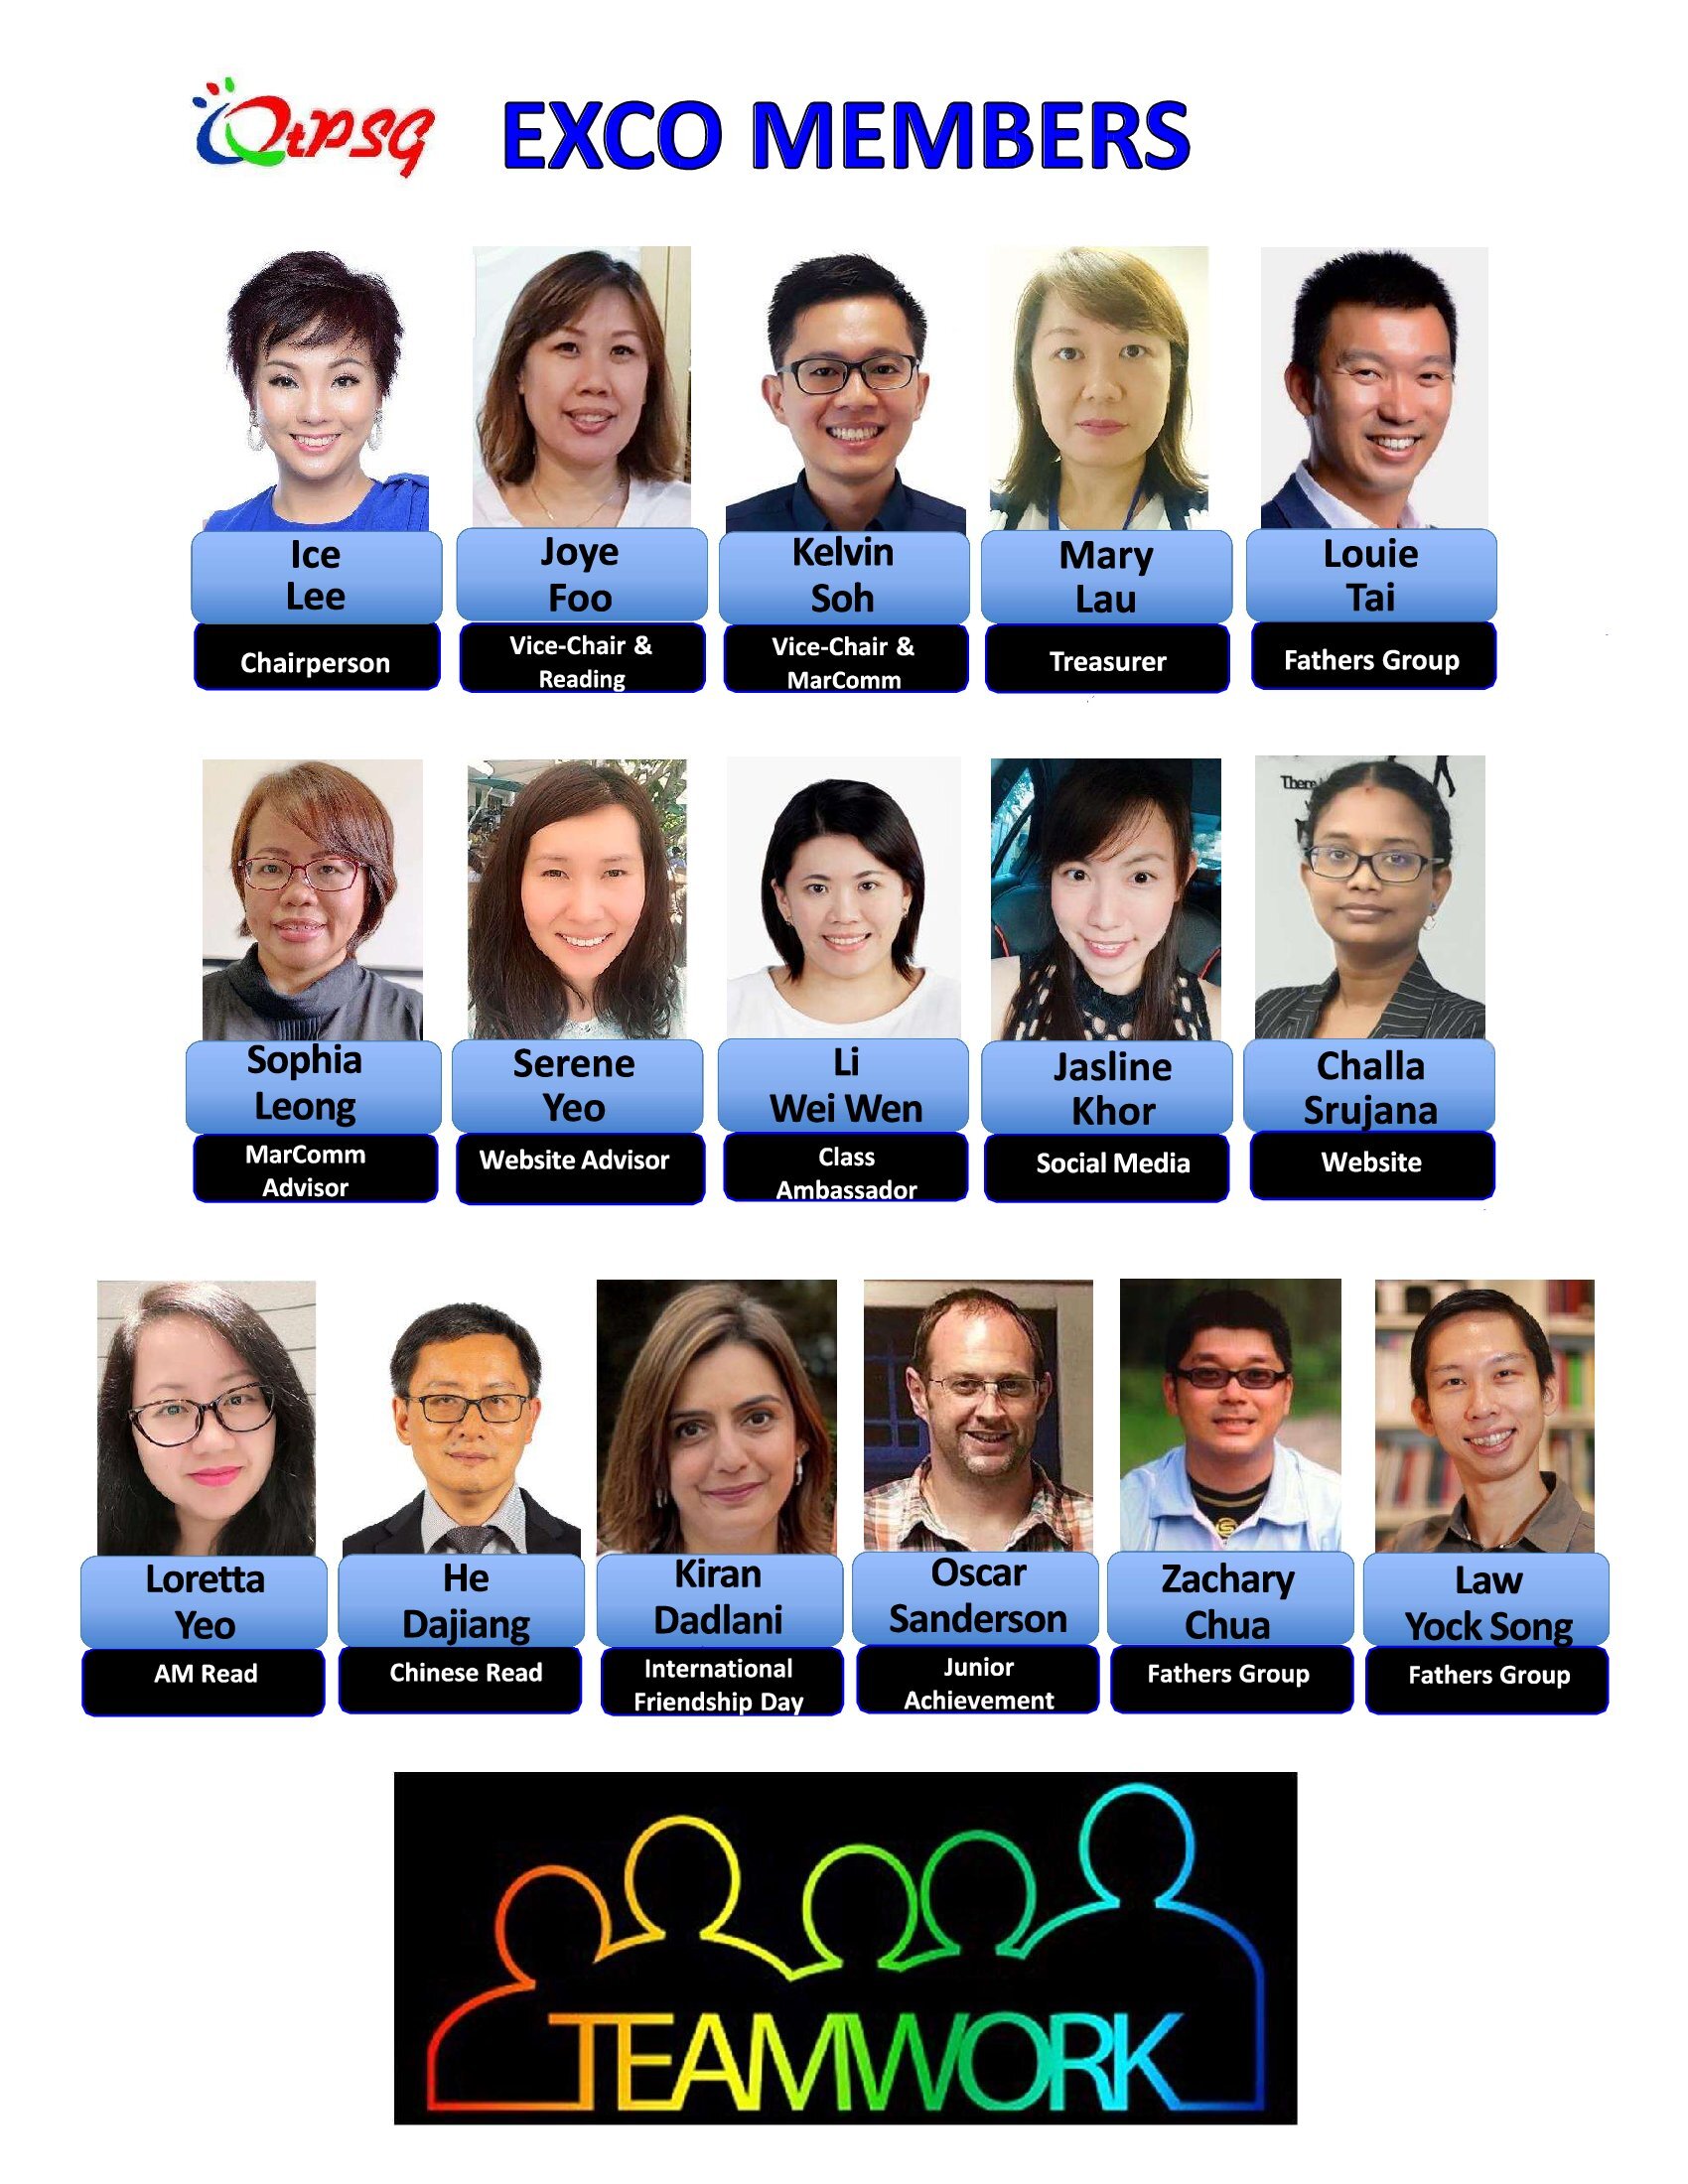 QtPSG EXCO MEMBERS
Ice
Lee
Chairperson
Joye
Foo
Vice-Chair &
Reading
Kelvin
Soh
Vice-Chair &
MarComm
Mary
Lau
Treasurer
Louie
Tai
Fathers Group
Sophia
Leong
MarComm
Advisor
Serene
Yeo
Website Advisor
Li
Wei Wen
Class
Ambassador
Jasline
Khor
Social Media
There
Challa
Srujana
Website
Loretta
Yeo
AM Read
He
Dajiang
Chinese Read
Kiran
Dadlani
International
Friendship Day
Oscar
Sanderson
Junior
Achievement
Zachary
Chua
Fathers Group
Law
Yock Song
Fathers Group
TEAMWORK